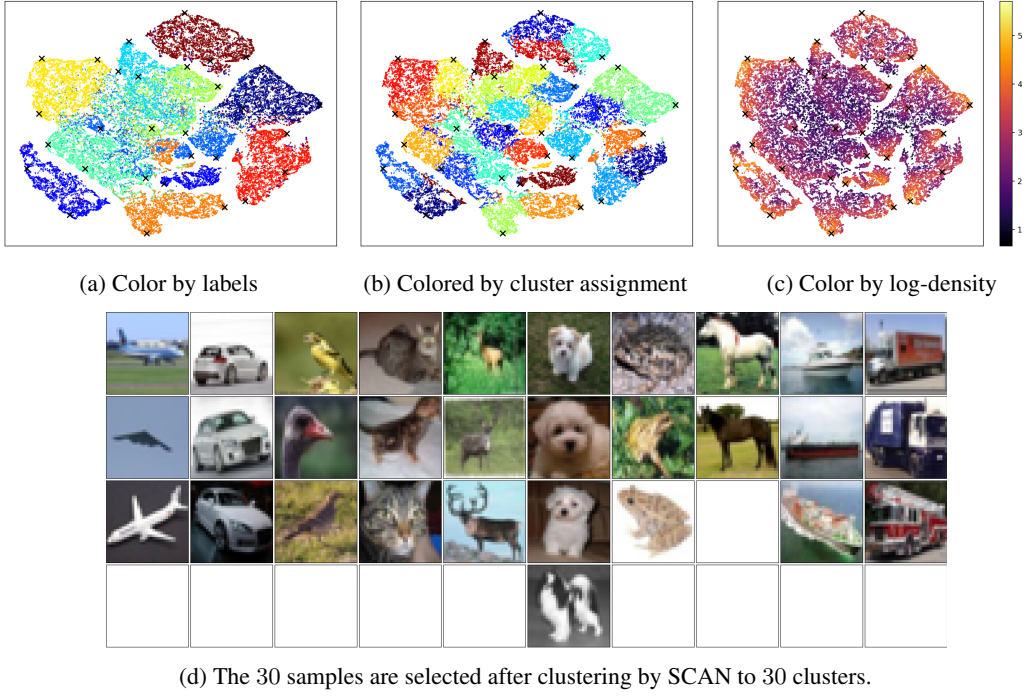 5
4
3
2
1
(a) Color by labels
(b) Colored by cluster assignment
(c) Color by log-density
(d) The 30 samples are selected after clustering by SCAN to 30 clusters.